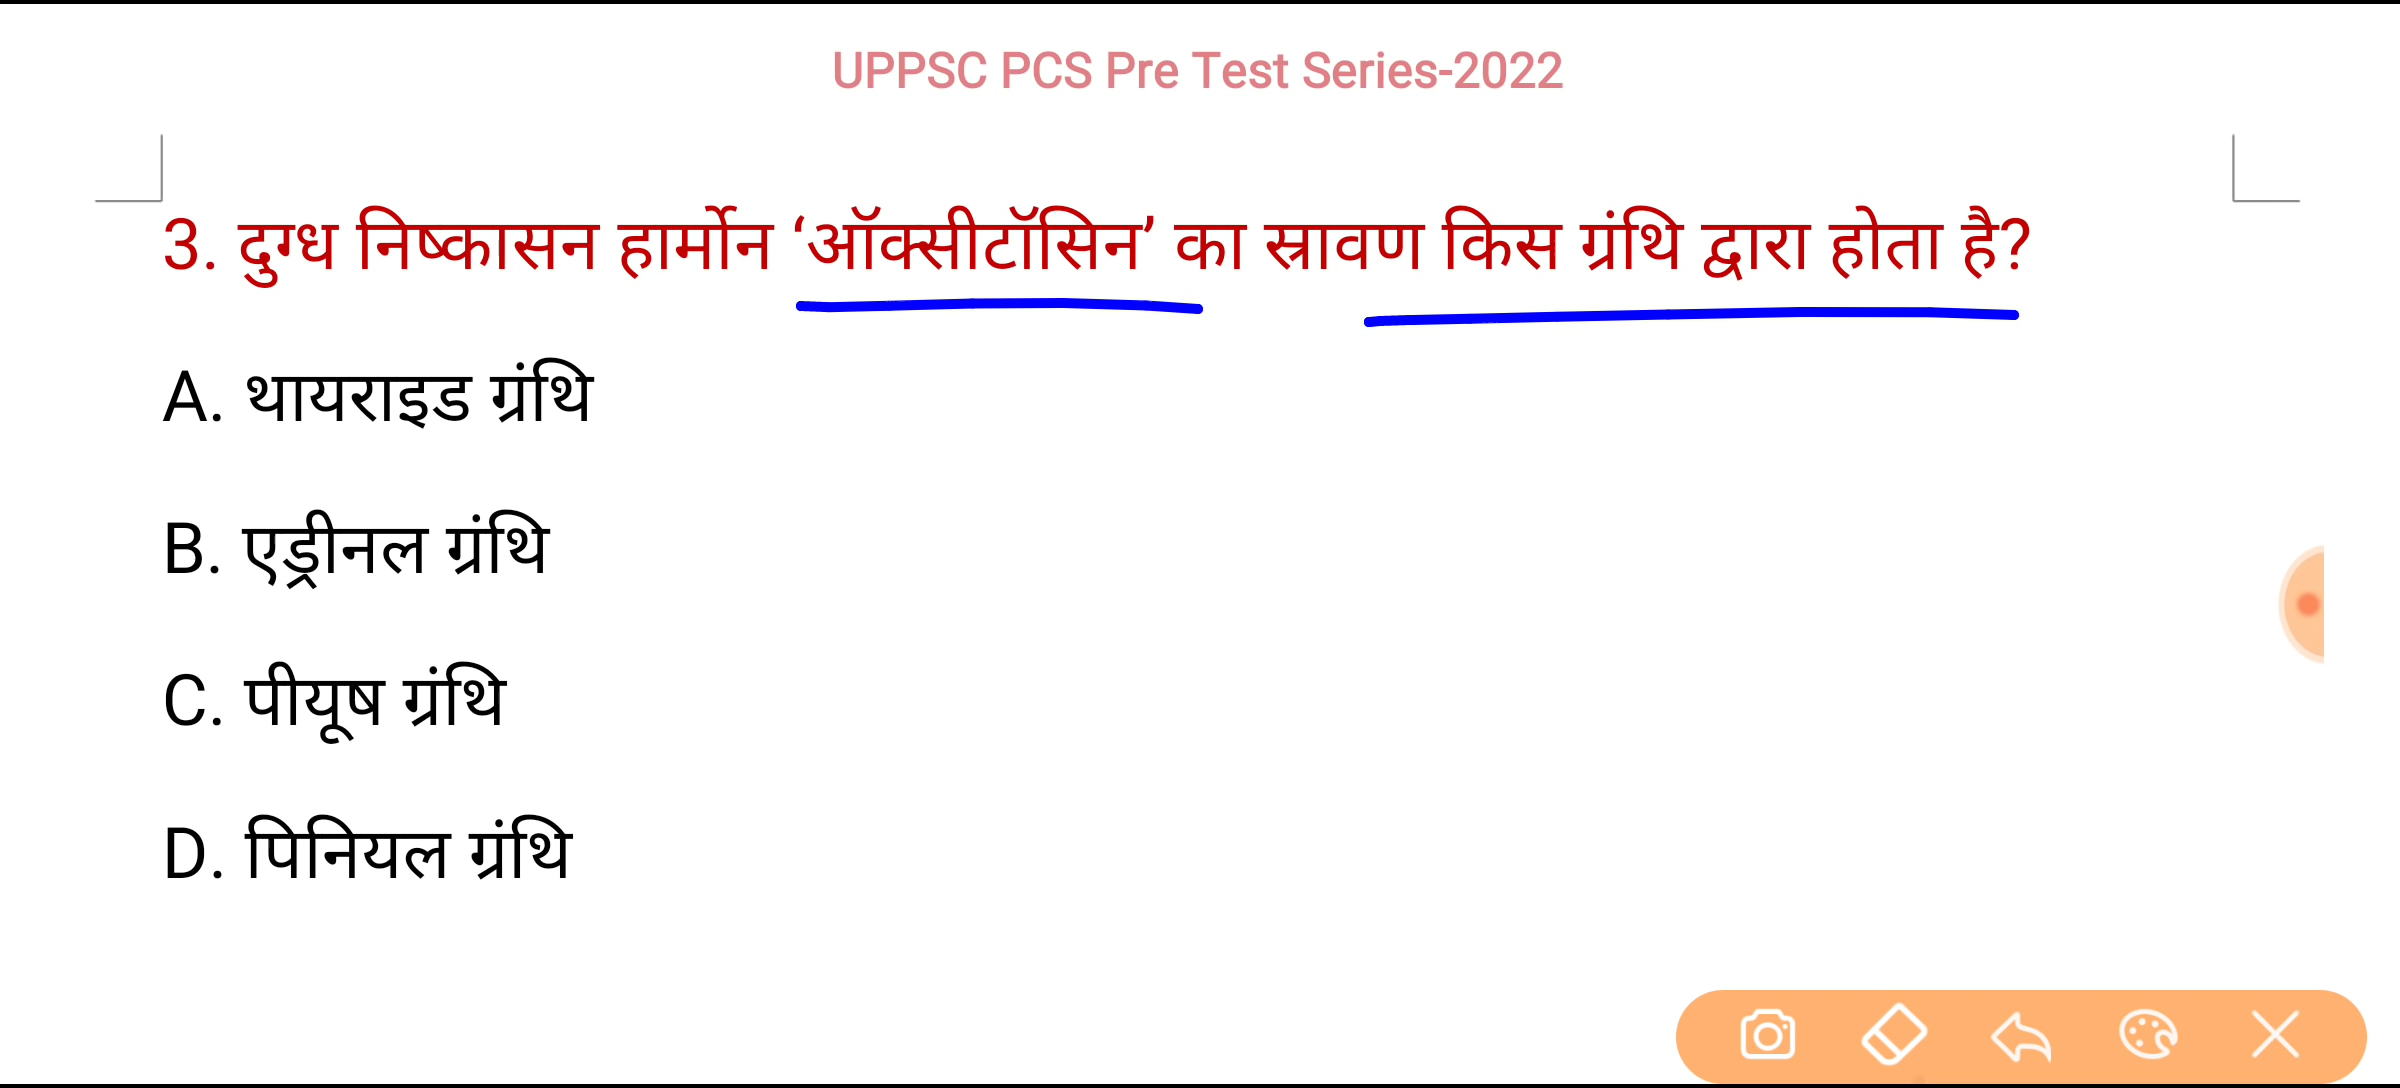 UPPSC PCS Pre Test Series-2022
3. दुग्ध निष्कासन हार्मोन ‘ऑक्सीटॉसिन’ का स्रावण किस ग्रंथि द्वारा होता है?
A. थायराइड ग्रंथि
B. एड्रीनल ग्रंथि
C. पीयूष ग्रंथि
D. पिनियल ग्रंथि